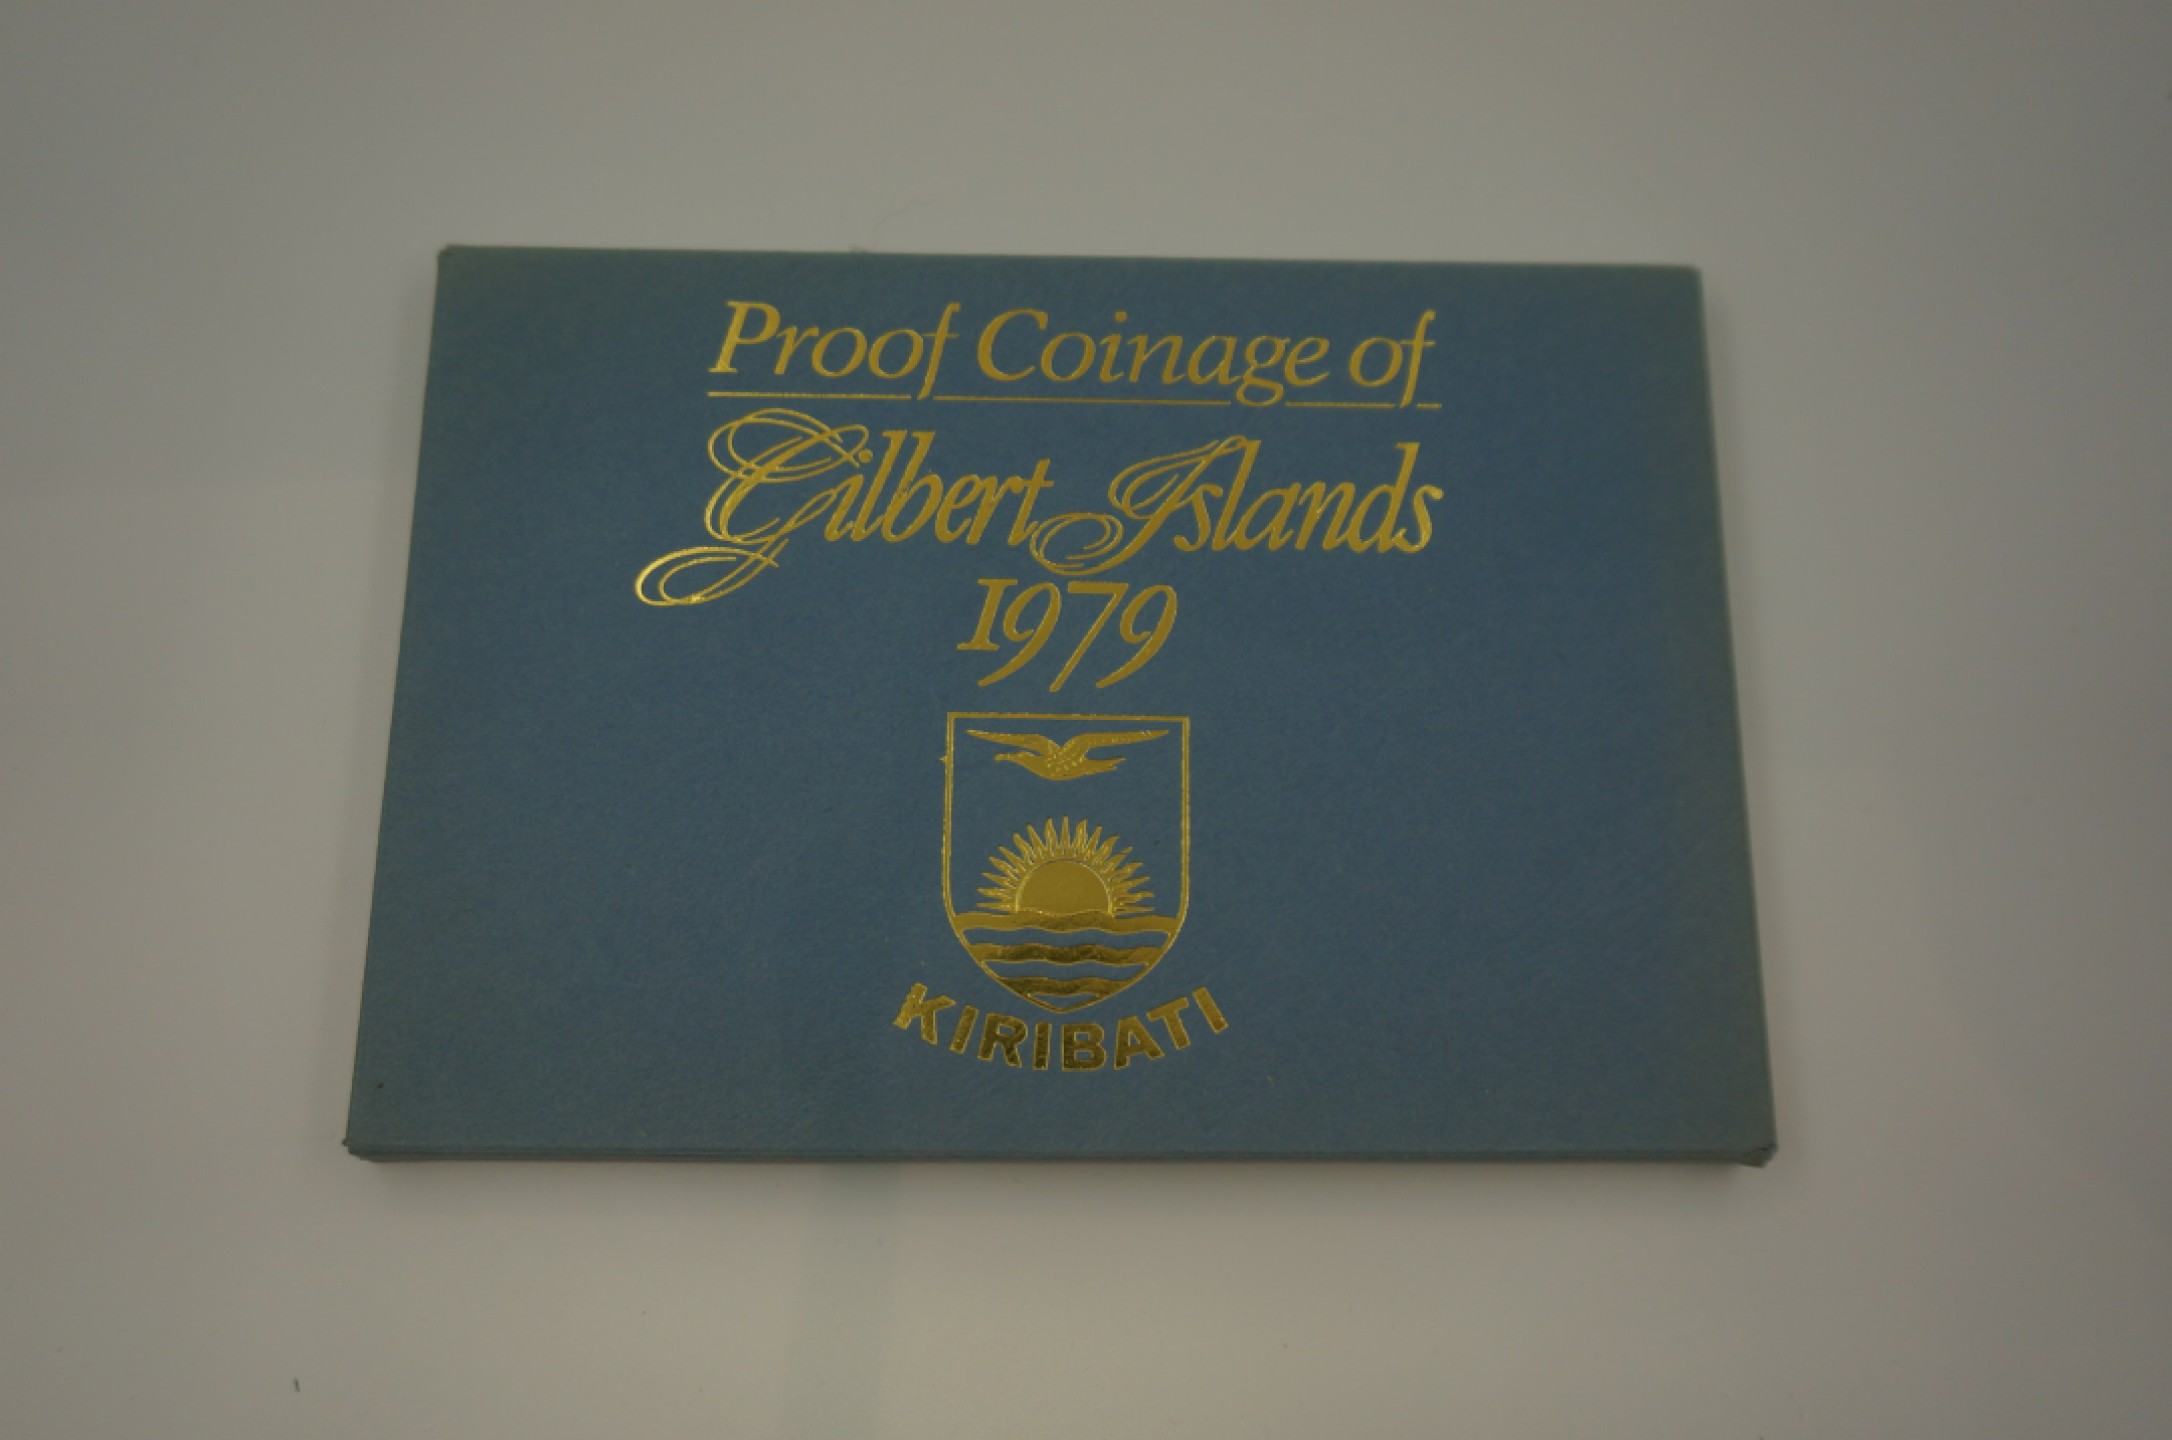 Proof Coinage of
Gilbert Islands
1979
KIRIBATI